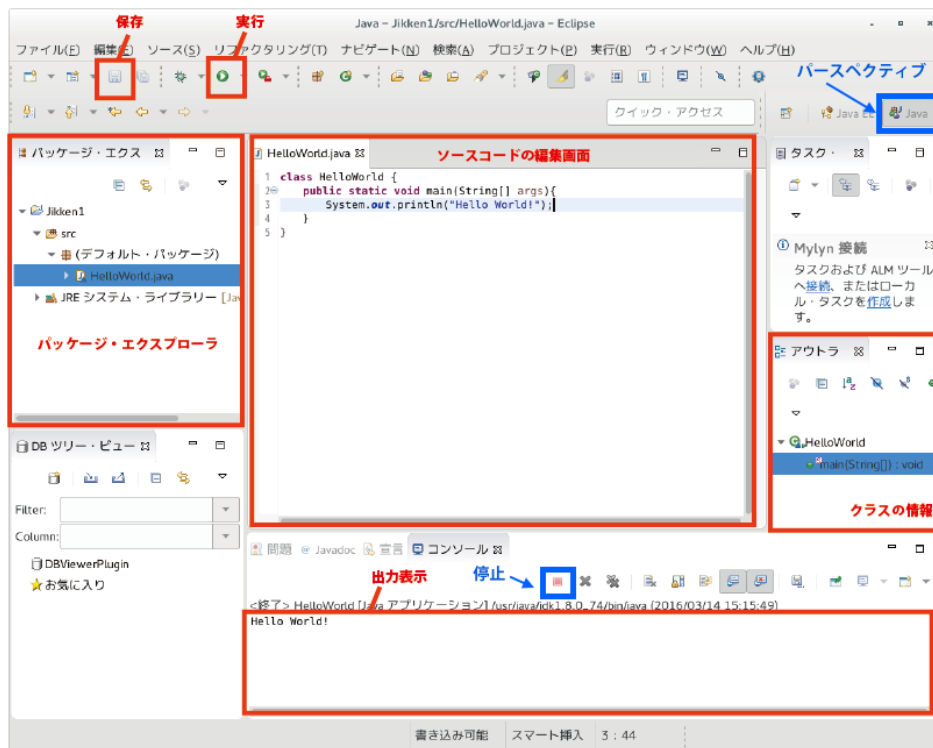 保存
実行
Java – Jikken1/src/HelloWorld.java – Eclipse
ファイル(F) 編集(E) ソース(S) リファクタリング(T) ナビゲート(N) 検索(A) プロジェクト(P) 実行(R) ウィンドウ(W) ヘルプ(H)
パースペクティブ
クイック・アクセス
Java EE
Java
パッケージ・エクス
Jikken1
src
(デフォルト・パッケージ)
HelloWorld.java
JRE システム・ライブラリー [Jav
パッケージ・エクスプローラ
HelloWorld.java
ソースコードの編集画面
1 class HelloWorld {
2 public static void main(String[] args){
3 System.out.println("Hello World!");
4 }
5 }
タスク・
Mylyn 接続
タスクおよび ALM ツール
へ接続、またはローカ
ル・タスクを作成しま
す。
アウトラ
HelloWorld
main(String[]) : void
クラスの情報
DB ツリー・ビュー
Filter:
Column:
DBViewerPlugin
お気に入り
問題 @ Javadoc 宣言 コンソール
出力表示
停止
<終了> HelloWorld [Java アプリケーション] /usr/java/jdk1.8.0_74/bin/java (2016/03/14 15:15:49)
Hello World!
書き込み可能 スマート挿入 3 : 44